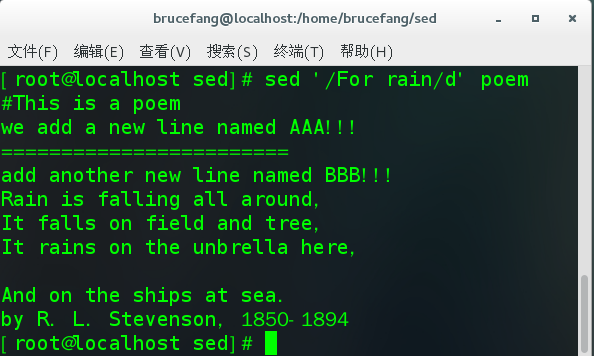 brucefang@localhost:/home/brucefang/sed
文件(F) 编辑(E) 查看(V) 搜索(S) 终端(T) 帮助(H)
[root@localhost sed]# sed '/For rain/d' poem
#This is a poem
we add a new line named AAA!!!
========================
add another new line named BBB!!!
Rain is falling all around,
It falls on field and tree,
It rains on the unbrella here,

And on the ships at sea.
by R. L. Stevenson, 1850-1894
[root@localhost sed]#